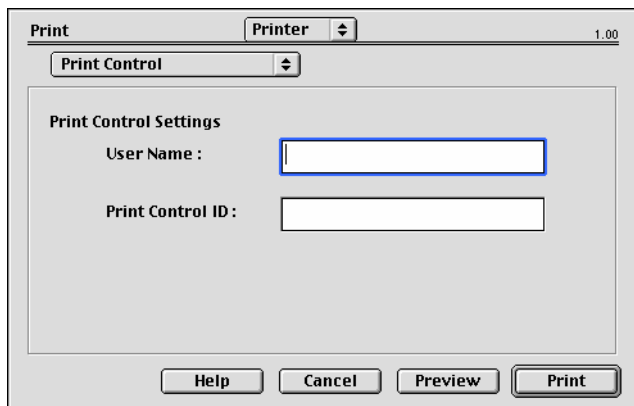 Print Printer 1.00
Print Control
Print Control Settings
User Name :
Print Control ID :
Help Cancel Preview Print